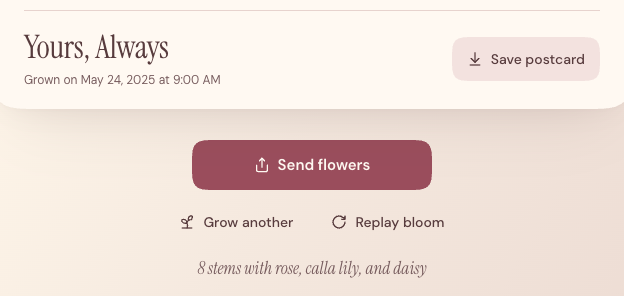 Yours, Always
Grown on May 24, 2025 at 9:00 AM
Save postcard
Send flowers
Grow another
Replay bloom
8 stems with rose, calla lily, and daisy